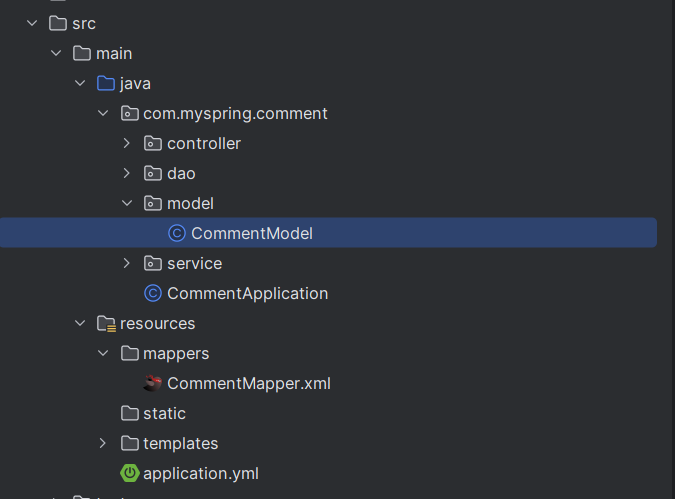 src
main
java
com.myspring.comment
controller
dao
model
CommentModel
service
CommentApplication
resources
mappers
CommentMapper.xml
static
templates
application.yml